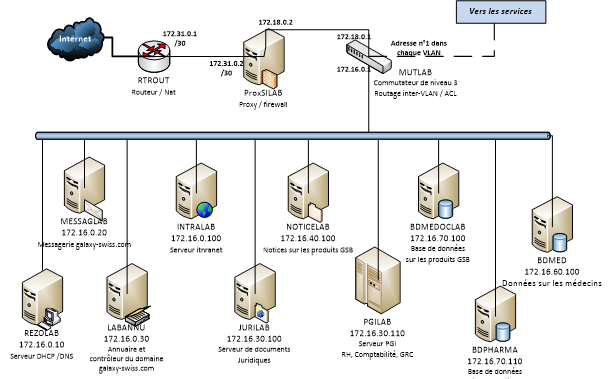 Vers les services
172.18.0.2
Internet
172.31.0.1
/30
172.18.0.1
Adresse n°1 dans
chaque VLAN
172.31.0.2
/30
172.16.0.1
RTROUT
Routeur / Nat
ProxSILAB
Proxy / firewall
MUTLAB
Commutateur de niveau 3
Routage inter-VLAN / ACL
MESSAGLAB
172.16.0.20
Messagerie galaxy-swiss.com
INTRALAB
172.16.0.100
Serveur itnranet
NOTICELAB
172.16.40.100
Notices sur les produits GSB
BDMEDOCLAB
172.16.70.100
Base de données
sur les produits GSB
BDMED
172.16.60.100
Données sur les médecins
REZOLAB
172.16.0.10
Serveur DHCP /DNS
LABANNU
172.16.0.30
Annuaire et
contrôleur du domaine
galaxy-swiss.com
JURILAB
172.16.30.100
Serveur de documents
Juridiques
PGILAB
172.16.30.110
Serveur PGI
RH, Comptabilité, GRC
BDPHARMA
172.16.70.110
Base de données